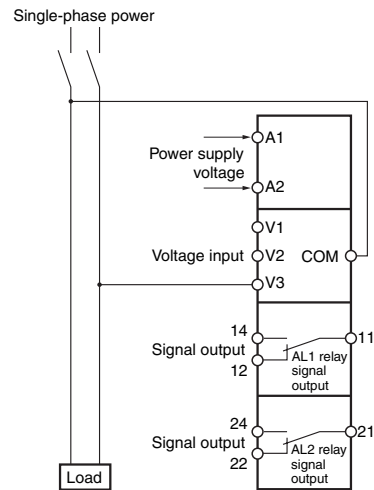 Single-phase power
A1
Power supply
voltage
A2
V1
Voltage input
V2
COM
V3
14
11
Signal output
AL1 relay
signal
output
12
24
21
Signal output
AL2 relay
signal
output
22
Load